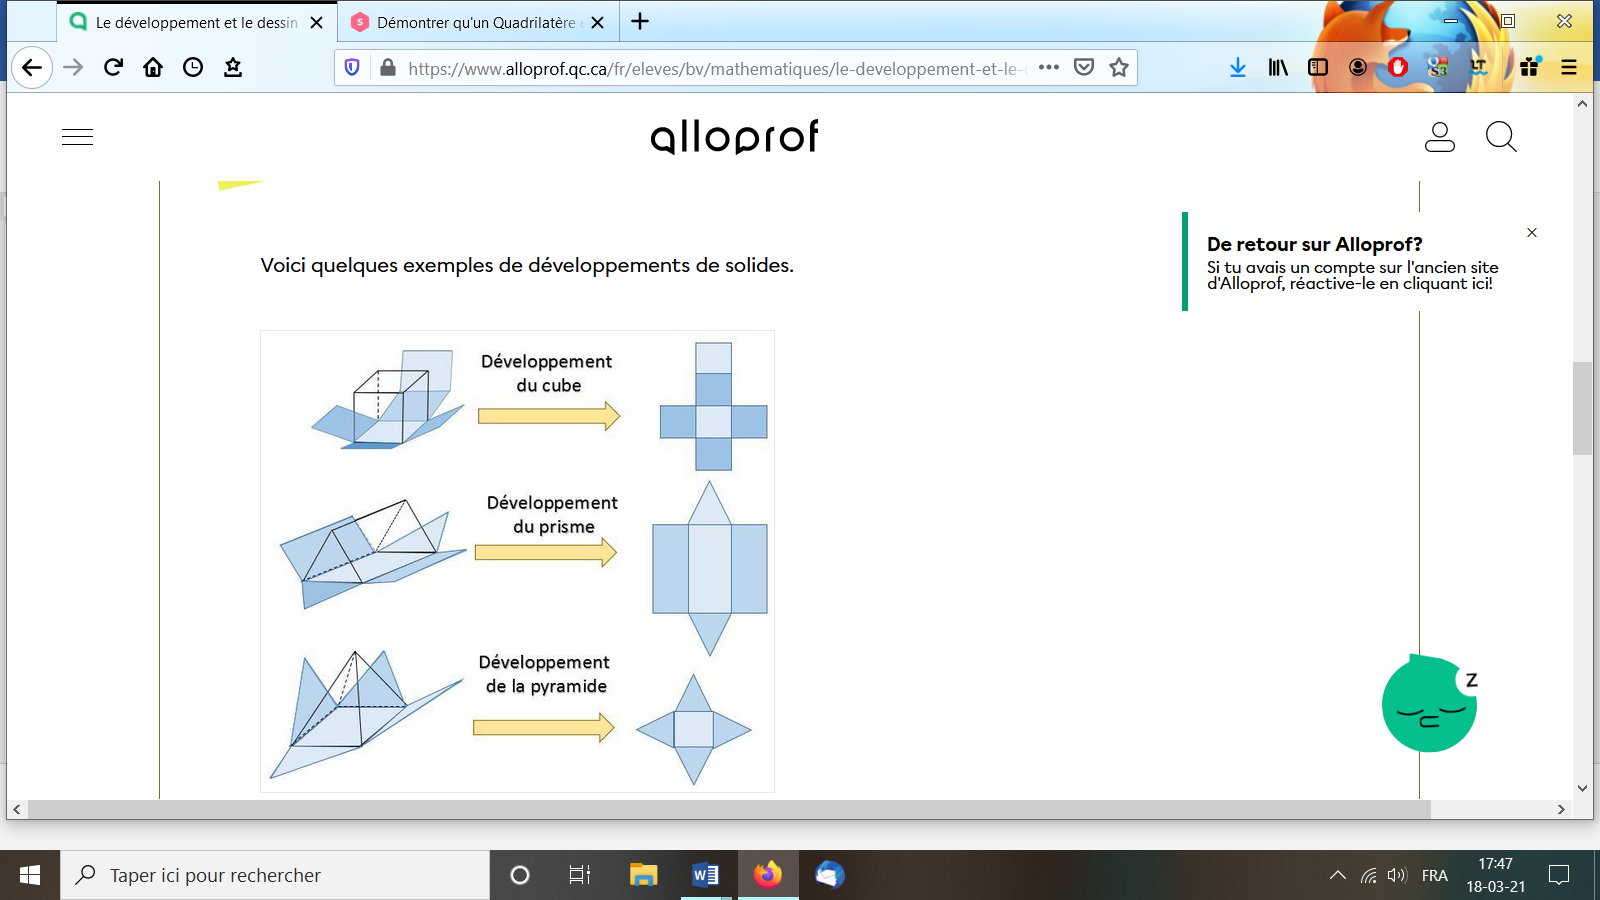 Le développement et le dessin
Démontrer qu'un Quadrilatère
https://www.alloprof.qc.ca/fr/eleves/bv/mathematiques/le-developpement-et-le-
alloprof
De retour sur Alloprof?
Si tu avais un compte sur l'ancien site
d'Alloprof, réactive-le en cliquant ici!
Voici quelques exemples de développements de solides.
Développement
du cube
Développement
du prisme
Développement
de la pyramide
z
Taper ici pour rechercher
FRA
17:47
18-03-21